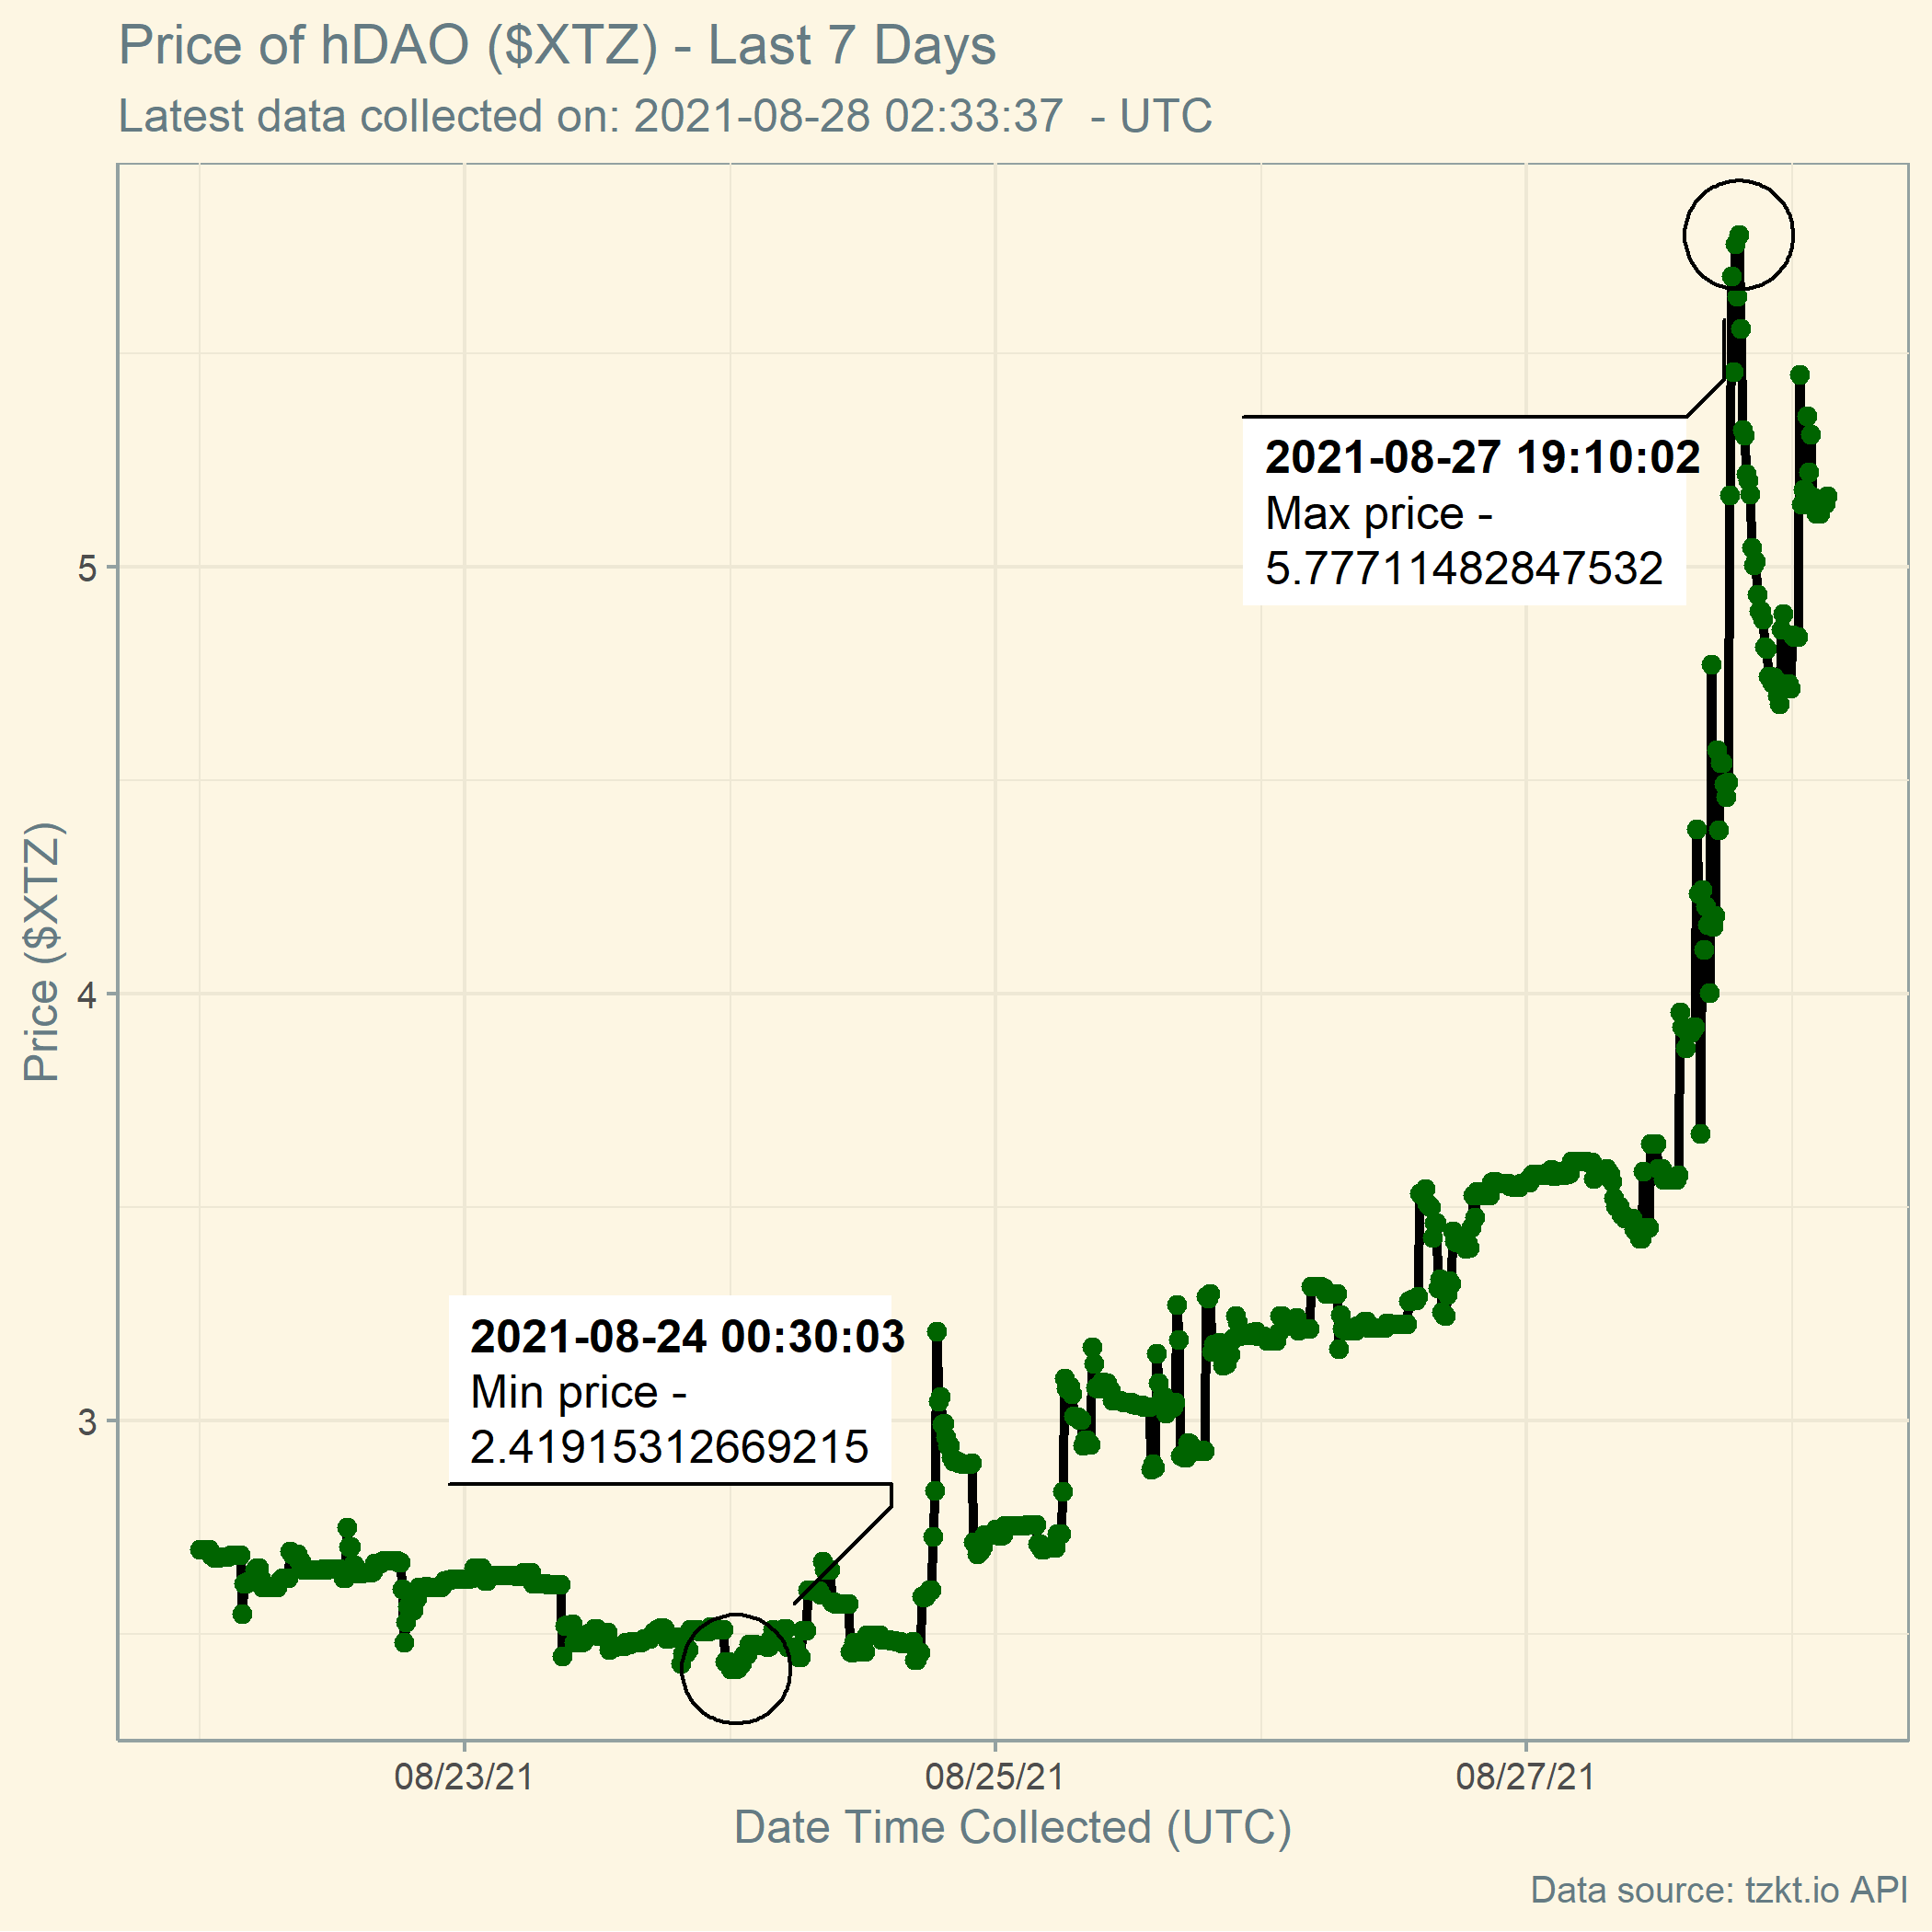 Price of hDAO ($XTZ) - Last 7 Days
Latest data collected on: 2021-08-28 02:33:37  - UTC
2021-08-27 19:10:02
Max price -
5.77711482847532
5
4
3
Price ($XTZ)
2021-08-24 00:30:03
Min price -
2.41915312669215
08/23/21
08/25/21
08/27/21
Date Time Collected (UTC)
Data source: tzkt.io API